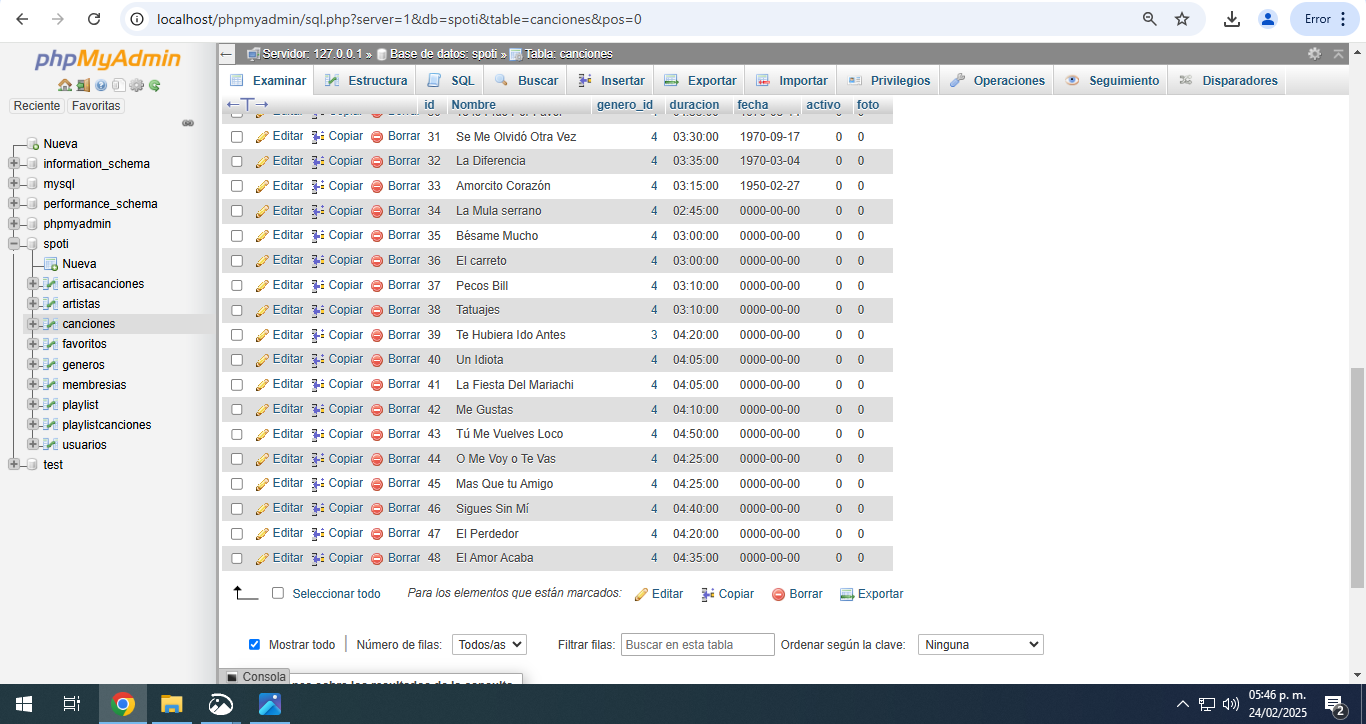 localhost/phpmyadmin/sql.php?server=1&db=spoti&table=canciones&pos=0
Error
phpMyAdmin
Reciente Favoritas
Nueva
information_schema
mysql
performance_schema
phpmyadmin
spoti
Nueva
artisacanciones
artistas
canciones
favoritos
generos
membresias
playlist
playlistcanciones
usuarios
test
Servidor: 127.0.0.1 » Base de datos: spoti » Tabla: canciones
Examinar Estructura SQL Buscar Insertar Exportar Importar Privilegios Operaciones Seguimiento Disparadores
←T→ id Nombre genero_id duracion fecha activo foto
Editar Copiar Borrar 31 Se Me Olvidó Otra Vez 4 03:30:00 1970-09-17 0 0
Editar Copiar Borrar 32 La Diferencia 4 03:35:00 1970-03-04 0 0
Editar Copiar Borrar 33 Amorcito Corazón 4 03:15:00 1950-02-27 0 0
Editar Copiar Borrar 34 La Mula serrano 4 02:45:00 0000-00-00 0 0
Editar Copiar Borrar 35 Bésame Mucho 4 03:00:00 0000-00-00 0 0
Editar Copiar Borrar 36 El carreto 4 03:00:00 0000-00-00 0 0
Editar Copiar Borrar 37 Pecos Bill 4 03:10:00 0000-00-00 0 0
Editar Copiar Borrar 38 Tatuajes 4 03:10:00 0000-00-00 0 0
Editar Copiar Borrar 39 Te Hubiera Ido Antes 3 04:20:00 0000-00-00 0 0
Editar Copiar Borrar 40 Un Idiota 4 04:05:00 0000-00-00 0 0
Editar Copiar Borrar 41 La Fiesta Del Mariachi 4 04:05:00 0000-00-00 0 0
Editar Copiar Borrar 42 Me Gustas 4 04:10:00 0000-00-00 0 0
Editar Copiar Borrar 43 Tú Me Vuelves Loco 4 04:50:00 0000-00-00 0 0
Editar Copiar Borrar 44 O Me Voy o Te Vas 4 04:25:00 0000-00-00 0 0
Editar Copiar Borrar 45 Mas Que tu Amigo 4 04:25:00 0000-00-00 0 0
Editar Copiar Borrar 46 Sigues Sin Mí 4 04:40:00 0000-00-00 0 0
Editar Copiar Borrar 47 El Perdedor 4 04:20:00 0000-00-00 0 0
Editar Copiar Borrar 48 El Amor Acaba 4 04:35:00 0000-00-00 0 0
Seleccionar todo Para los elementos que están marcados: Editar Copiar Borrar Exportar
Mostrar todo Número de filas: Todos/as Filtrar filas: Buscar en esta tabla Ordenar según la clave: Ninguna
Consola
05:46 p. m.
24/02/2025
2